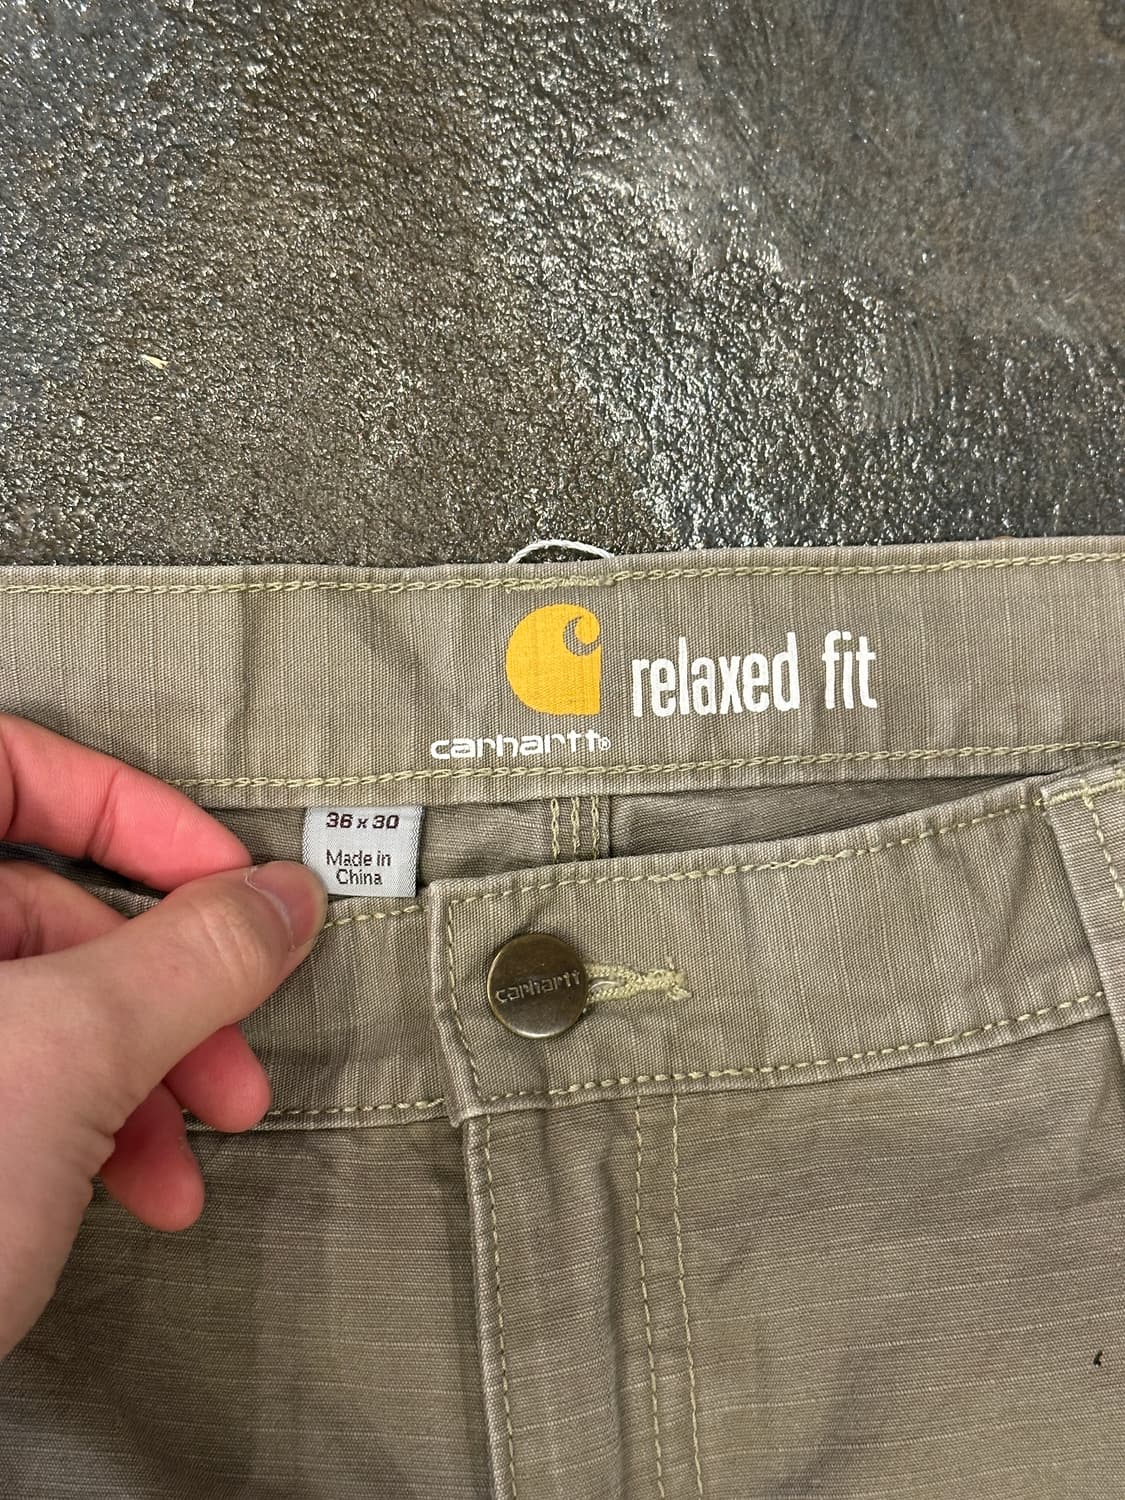 relaxed fit
carhartt®
36 x 30
Made in
China
carhartt